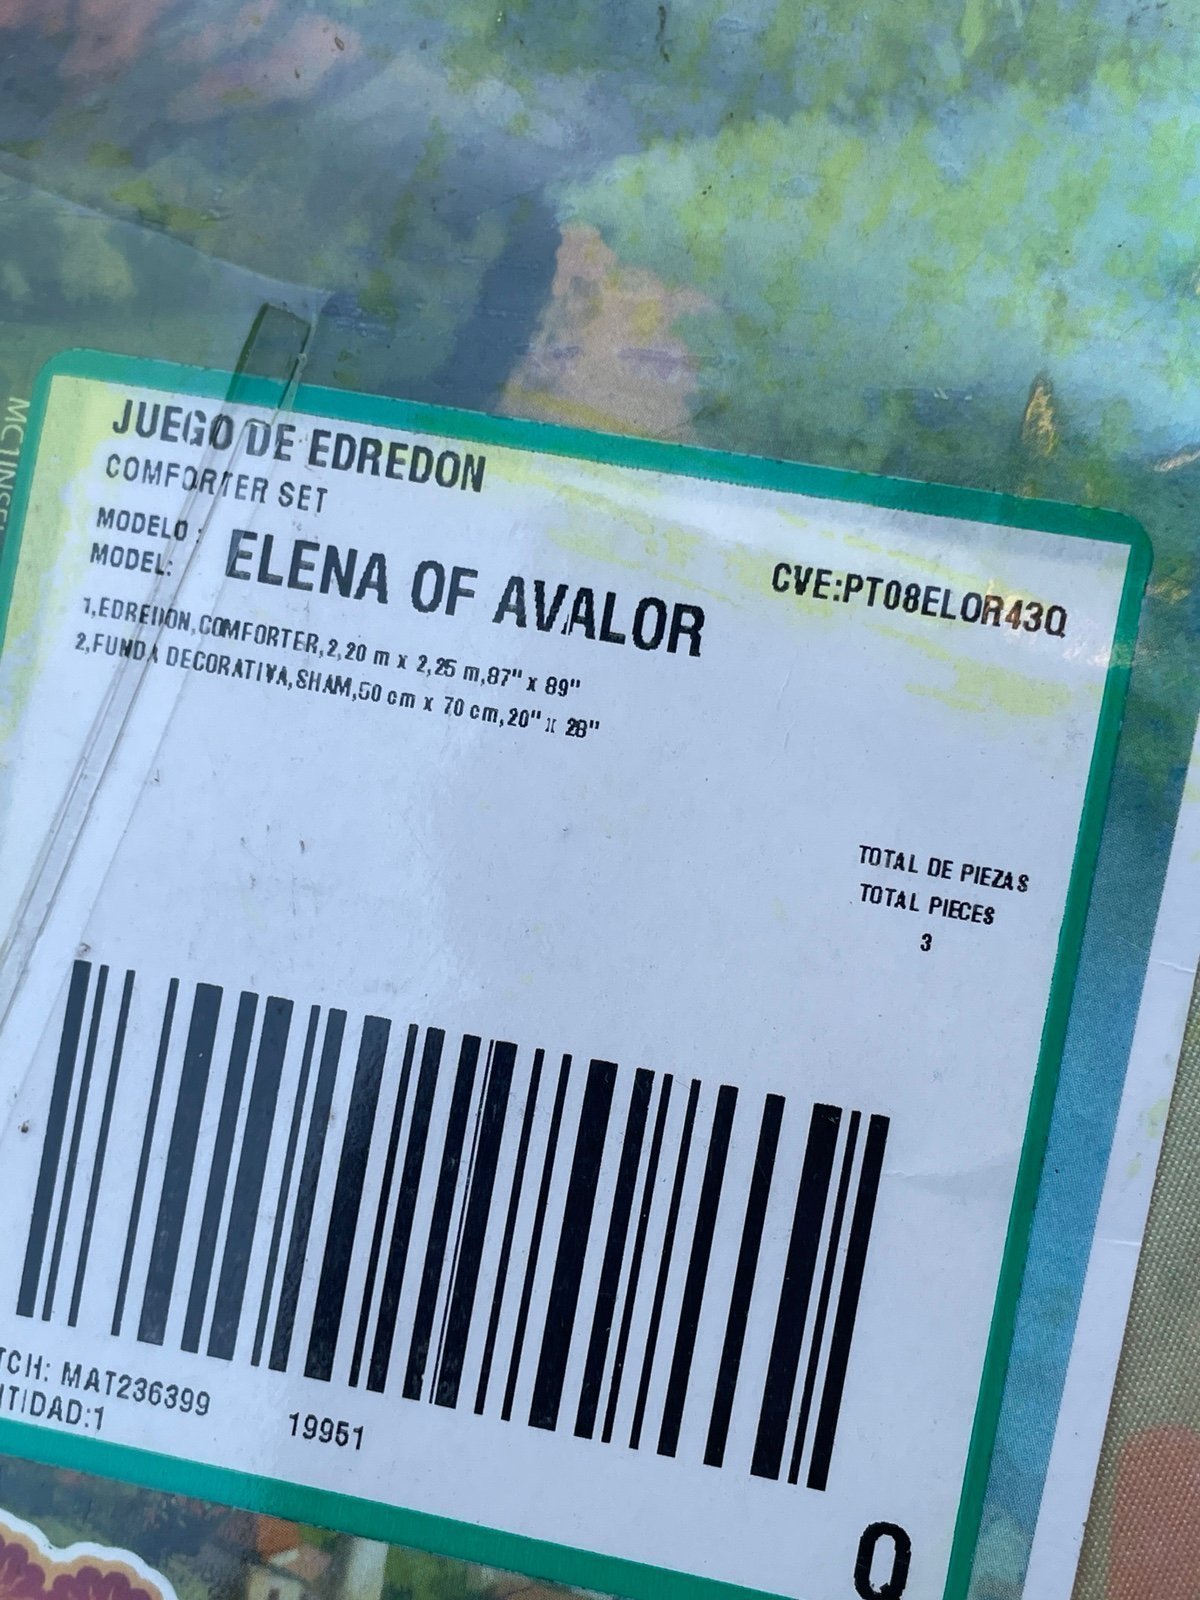 JUEGO DE EDREDON
COMFORTER SET
MODELO :
MODEL: ELENA OF AVALOR
CVE:PT08ELOR43Q
1,EDREDON,COMFORTER,2,20 m x 2,25 m,87" x 89"
2,FUNDA DECORATIVA,SHAM,50 cm x 70 cm,20" x 28"
TOTAL DE PIEZAS
TOTAL PIECES
3
TCH: MAT236399
TIDAD:1
19951
Q